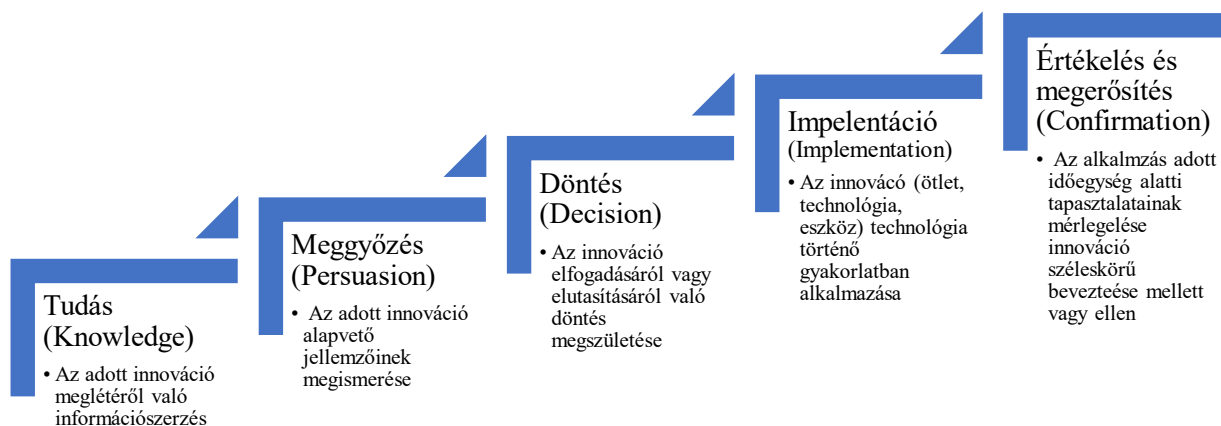 Tudás
(Knowledge)
• Az adott innováció
meglétéről való
információszerzés
Meggyőzés
(Persuasion)
• Az adott innováció
alapvető
jellemzőinek
megismerése
Döntés
(Decision)
• Az innováció
elfogadásáról vagy
elutasításáról való
döntés
megszületése
Impelentáció
(Implementation)
• Az innovácó (ötlet,
technológia,
eszköz) technológia
történő
gyakorlatban
alkalmazása
Értékelés és
megerősítés
(Confirmation)
• Az alkalmzás adott
időegység alatti
tapasztalatainak
mérlegelése
innováció
széleskörű
bevezteése mellett
vagy ellen